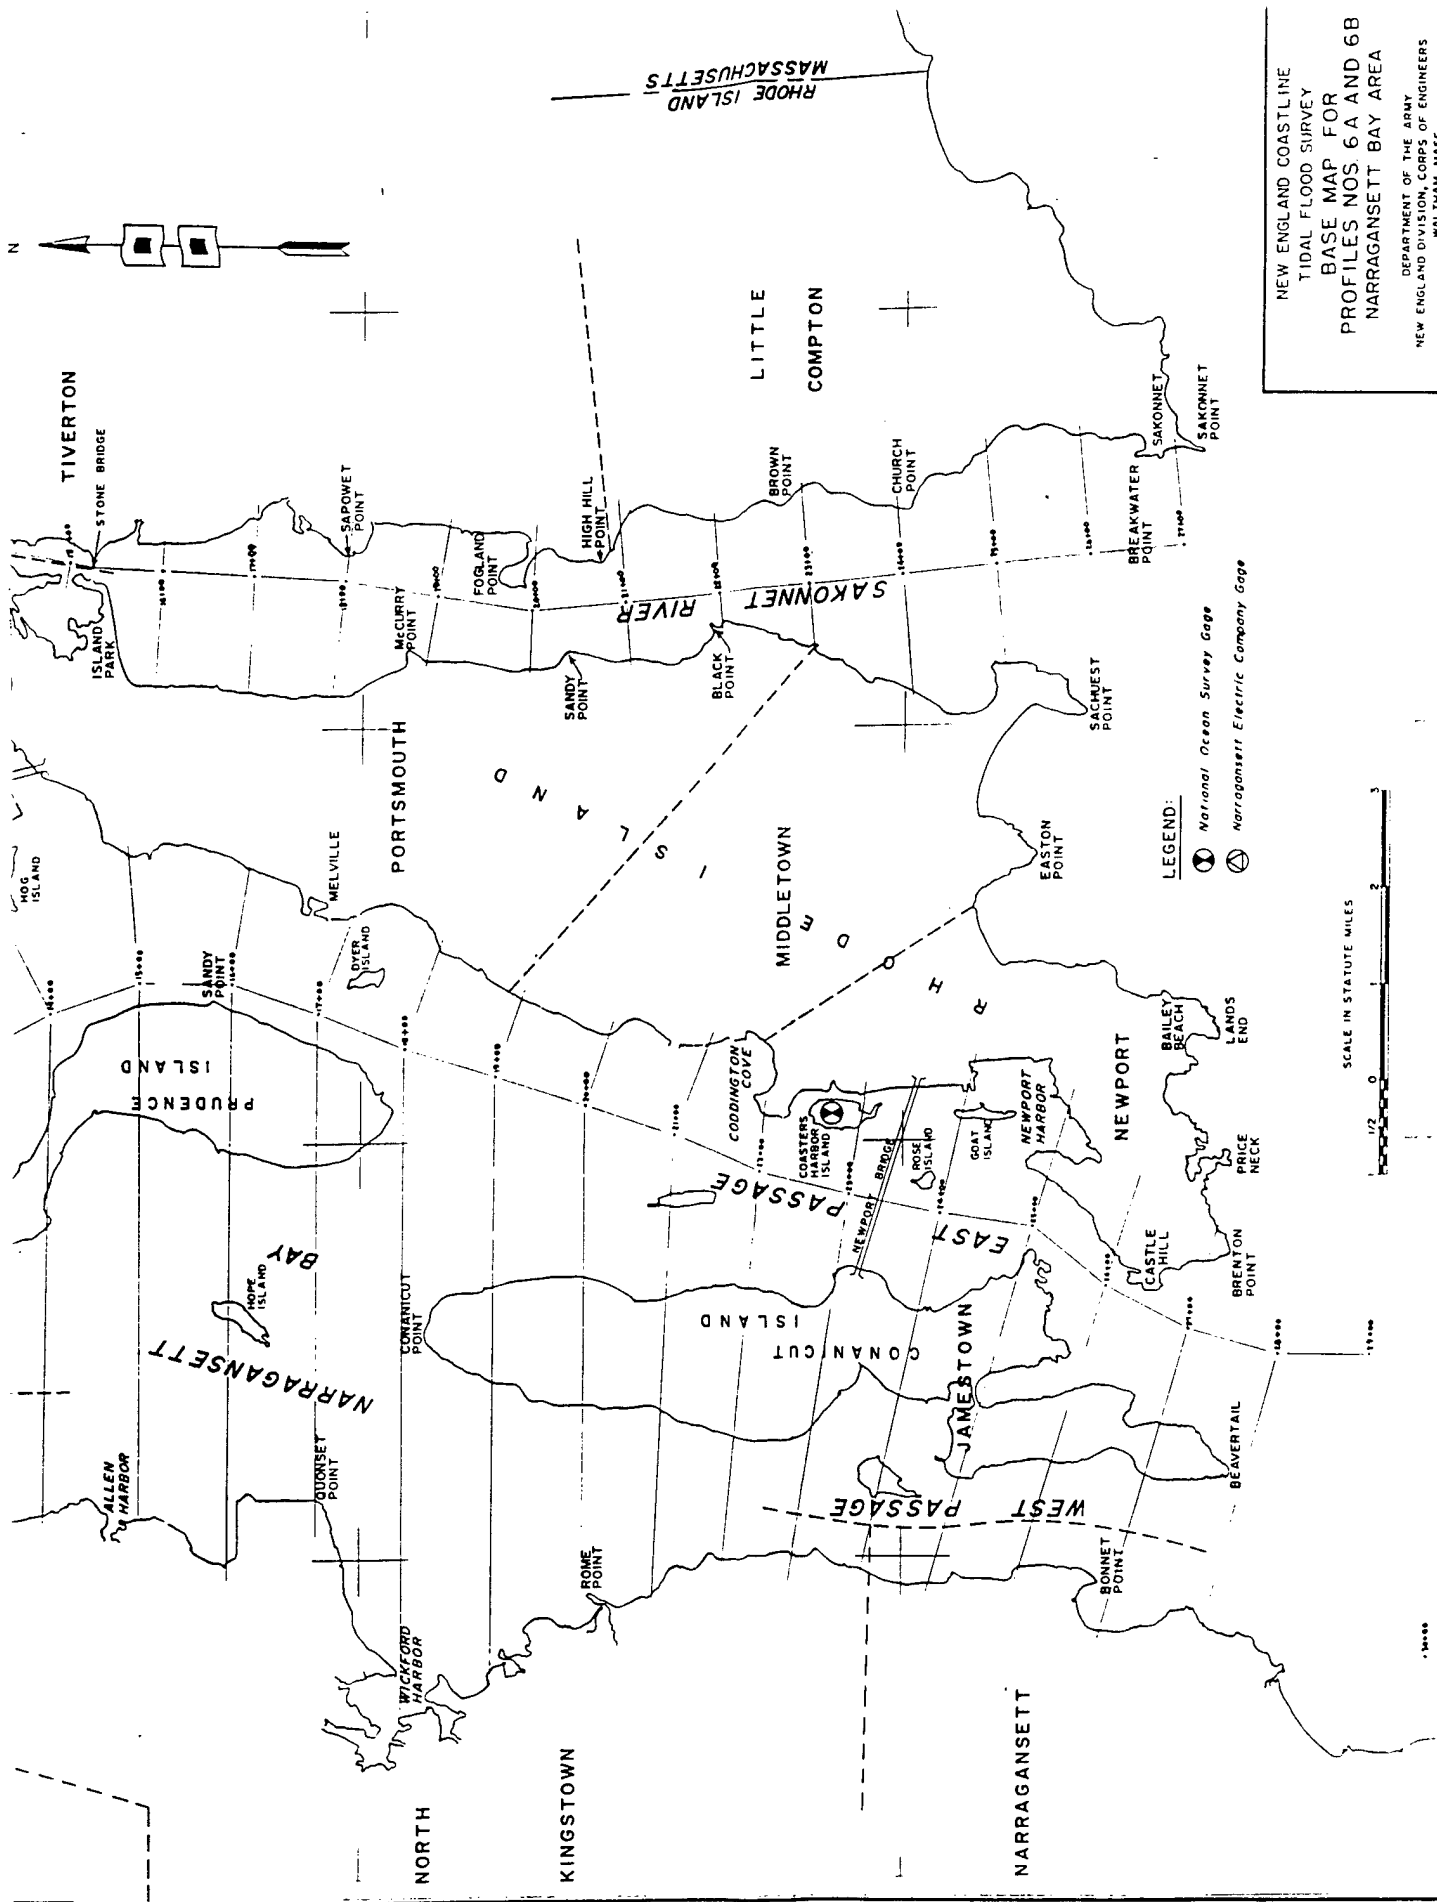 N
TIVERTON
STONE BRIDGE
ISLAND
PARK
SAPOWET
POINT
McCURRY
POINT
FOGLAND
POINT
HIGH HILL
POINT
SANDY
POINT
BLACK
POINT
SAKONNET
RIVER
BROWN
POINT
CHURCH
POINT
LITTLE
COMPTON
BREAKWATER
POINT
SAKONNET
SAKONNET
POINT
SACHUEST
POINT
RHODE ISLAND
MASSACHUSETTS
HOG
ISLAND
MELVILLE
PORTSMOUTH
DYER
ISLAND
SANDY
POINT
PRUDENCE
ISLAND
RHODE
ISLAND
MIDDLETOWN
EASTON
POINT
CODDINGTON
COVE
COASTERS
HARBOR
ISLAND
NEWPORT BRIDGE
ROSE
ISLAND
GOAT
ISLAND
NEWPORT
HARBOR
NEWPORT
BAILEY
BEACH
LANDS
END
PRICE
NECK
CASTLE
HILL
BRENTON
POINT
EAST
PASSAGE
NARRAGANSETT
BAY
HOPE
ISLAND
CONANICUT
POINT
CONANICUT
ISLAND
JAMESTOWN
BEAVERTAIL
WEST
PASSAGE
ALLEN
HARBOR
QUONSET
POINT
WICKFORD
HARBOR
ROME
POINT
BONNET
POINT
NORTH
KINGSTOWN
NARRAGANSETT
LEGEND:
National Ocean Survey Gage
Narragansett Electric Company Gage
1 1/2 0 1 2 3
SCALE IN STATUTE MILES
NEW ENGLAND COASTLINE
TIDAL FLOOD SURVEY
BASE MAP FOR
PROFILES NOS. 6A AND 6B
NARRAGANSETT BAY AREA
DEPARTMENT OF THE ARMY
NEW ENGLAND DIVISION, CORPS OF ENGINEERS
WALTHAM, MASS.